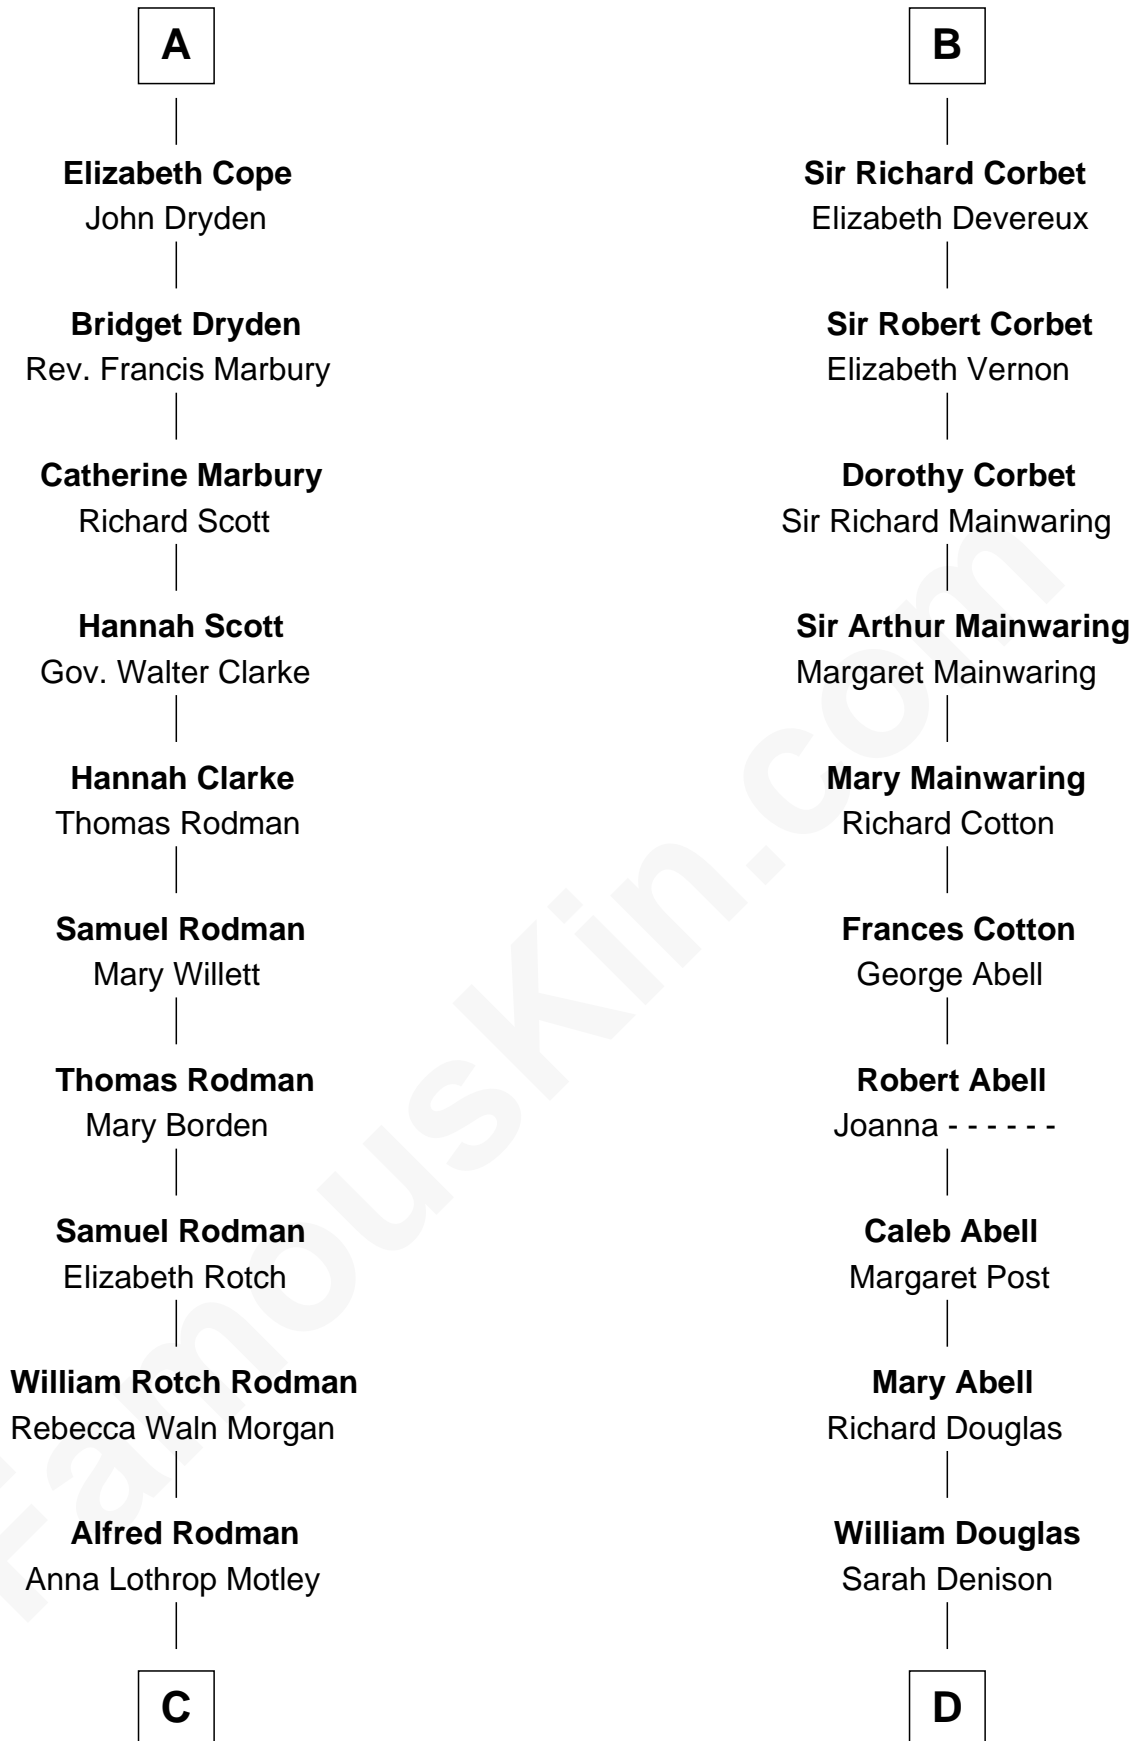 A
Elizabeth Cope
John Dryden
Bridget Dryden
Rev. Francis Marbury
Catherine Marbury
Richard Scott
Hannah Scott
Gov. Walter Clarke
Hannah Clarke
Thomas Rodman
Samuel Rodman
Mary Willett
Thomas Rodman
Mary Borden
Samuel Rodman
Elizabeth Rotch
William Rotch Rodman
Rebecca Waln Morgan
Alfred Rodman
Anna Lothrop Motley
C
B
Sir Richard Corbet
Elizabeth Devereux
Sir Robert Corbet
Elizabeth Vernon
Dorothy Corbet
Sir Richard Mainwaring
Sir Arthur Mainwaring
Margaret Mainwaring
Mary Mainwaring
Richard Cotton
Frances Cotton
George Abell
Robert Abell
Joanna - - - - - -
Caleb Abell
Margaret Post
Mary Abell
Richard Douglas
William Douglas
Sarah Denison
D
FamousKin.com